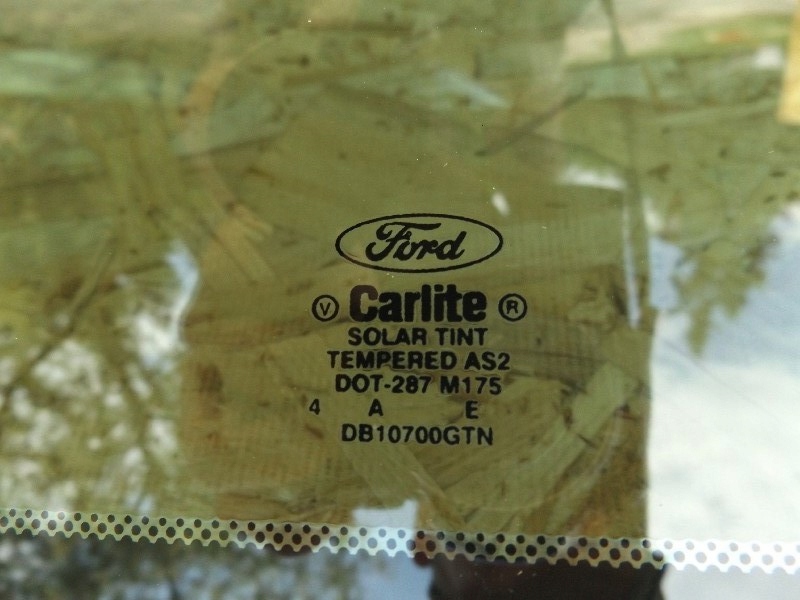 Ford
V Carlite ®
SOLAR TINT
TEMPERED AS2
DOT-287 M175
4 A E
DB10700GTN